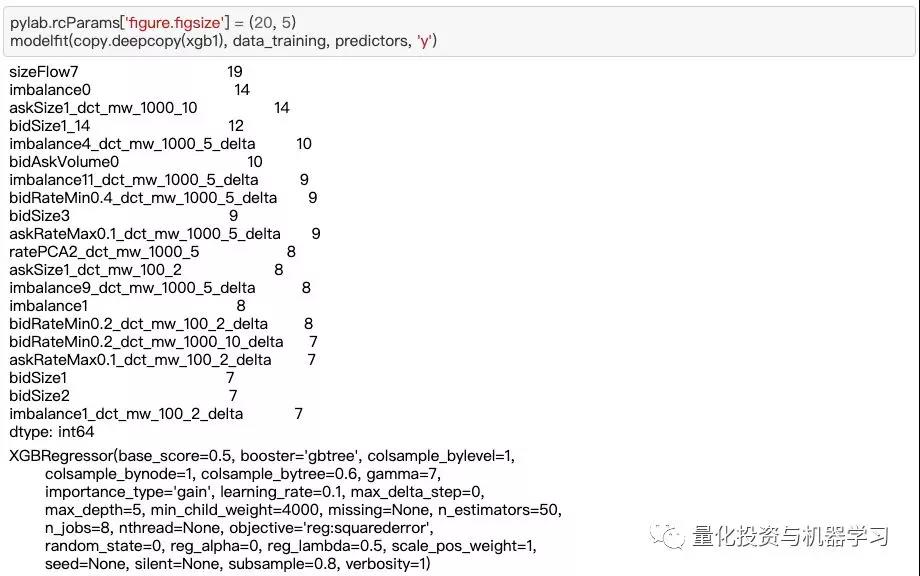 pylab.rcParams['figure.figsize'] = (20, 5)
modelfit(copy.deepcopy(xgb1), data_training, predictors, 'y')
sizeFlow7 19
imbalance0 14
askSize1_dct_mw_1000_10 14
bidSize1_14 12
imbalance4_dct_mw_1000_5_delta 10
bidAskVolume0 10
imbalance11_dct_mw_1000_5_delta 9
bidRateMin0.4_dct_mw_1000_5_delta 9
bidSize3 9
askRateMax0.1_dct_mw_1000_5_delta 9
ratePCA2_dct_mw_1000_5 8
askSize1_dct_mw_100_2 8
imbalance9_dct_mw_1000_5_delta 8
imbalance1 8
bidRateMin0.2_dct_mw_100_2_delta 8
bidRateMin0.2_dct_mw_1000_10_delta 7
askRateMax0.1_dct_mw_100_2_delta 7
bidSize1 7
bidSize2 7
imbalance1_dct_mw_100_2_delta 7
dtype: int64
XGBRegressor(base_score=0.5, booster='gbtree', colsample_bylevel=1,
colsample_bynode=1, colsample_bytree=0.6, gamma=7,
importance_type='gain', learning_rate=0.1, max_delta_step=0,
max_depth=5, min_child_weight=4000, missing=None, n_estimators=50,
n_jobs=8, nthread=None, objective='reg:squarederror',
random_state=0, reg_alpha=0, reg_lambda=0.5, scale_pos_weight=1,
seed=None, silent=None, subsample=0.8, verbosity=1)
量化投资与机器学习